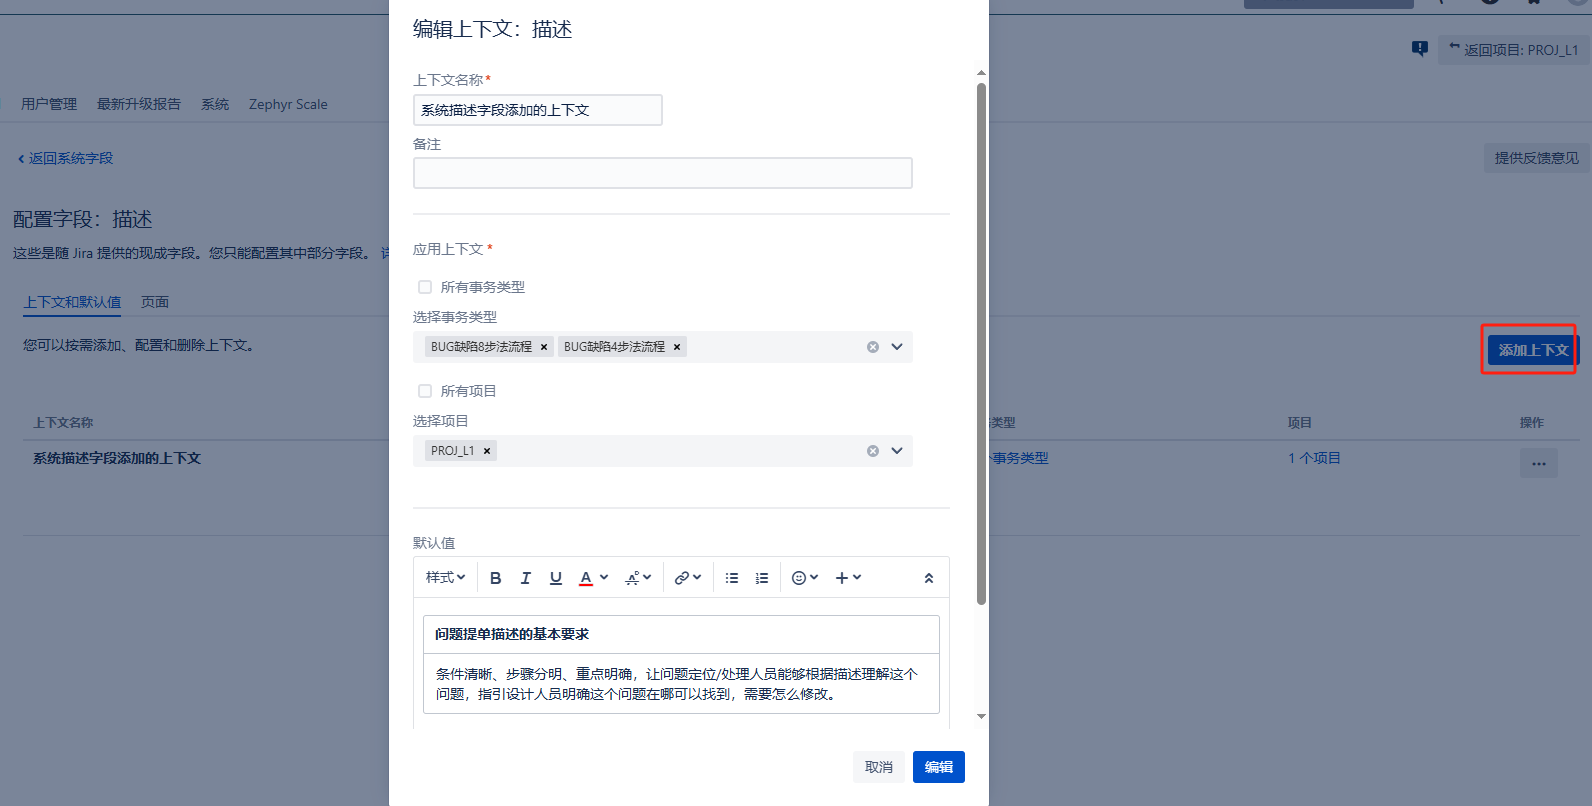 编辑上下文：描述
返回项目: PROJ_L1
上下文名称*
用户管理 最新升级报告 系统 Zephyr Scale
系统描述字段添加的上下文
备注
返回系统字段
提供反馈意见
配置字段：描述
这些是随 Jira 提供的现成字段。您只能配置其中部分字段。
应用上下文*
所有事务类型
上下文和默认值 页面
选择事务类型
您可以按需添加、配置和删除上下文。
BUG缺陷8步法流程 × BUG缺陷4步法流程 ×
添加上下文
所有项目
选择项目
上下文名称
类型
项目
操作
PROJ_L1 ×
系统描述字段添加的上下文
事务类型
1 个项目
默认值
样式 B I U A
问题提单描述的基本要求
条件清晰、步骤分明、重点明确，让问题定位/处理人员能够根据描述理解这个
问题，指引设计人员明确这个问题在哪可以找到，需要怎么修改。
取消 编辑